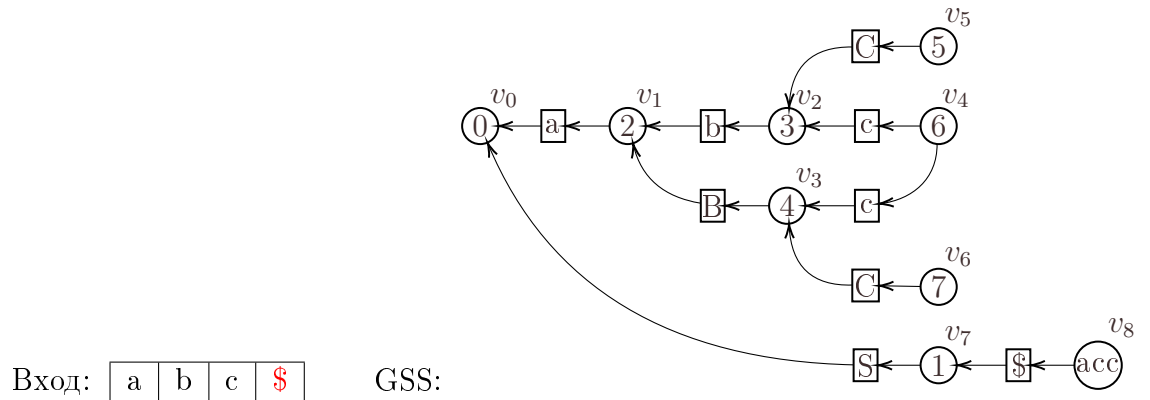 v5
C 5
v0 v1 v2 v4
0 a 2 b 3 c 6
v3
B 4 c
v6
C 7
v7 v8
S 1 $ acc
Вход: a b c $ GSS: